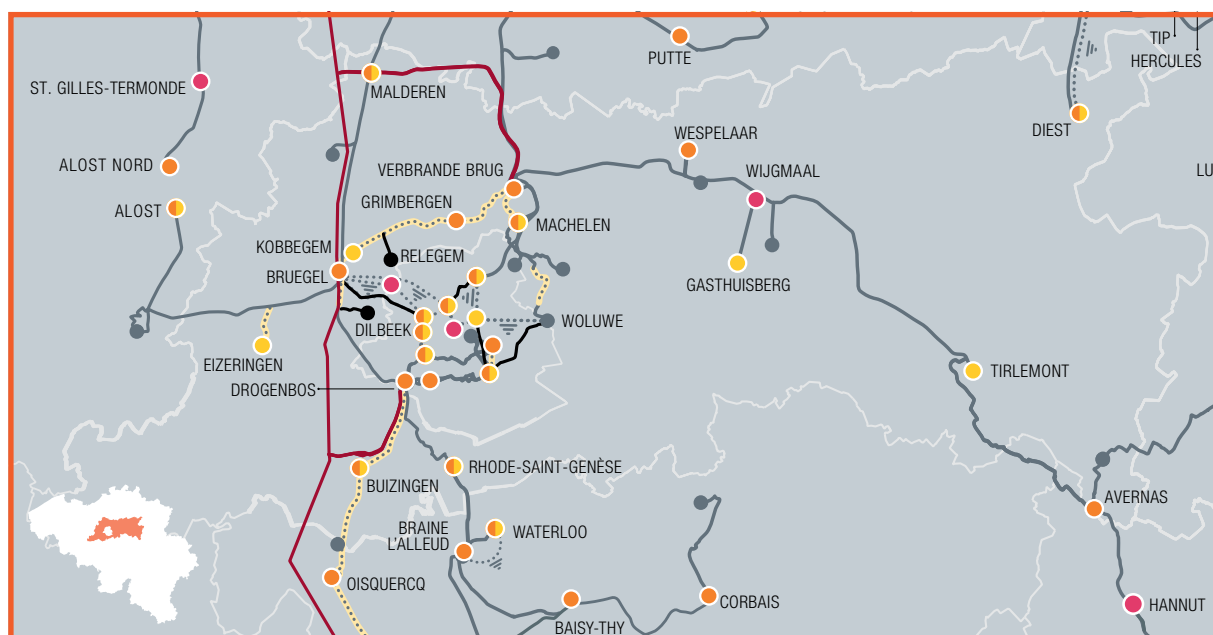 TIP
HERCULES
PUTTE
ST. GILLES-TERMONDE
MALDEREN
DIEST
WESPELAAR
ALOST NORD
VERBRANDE BRUG
WIJGMAAL
LU
GRIMBERGEN
ALOST
MACHELEN
KOBBEGEM
RELEGEM
BRUEGEL
GASTHUISBERG
DILBEEK
WOLUWE
EIZERINGEN
TIRLEMONT
DROGENBOS
RHODE-SAINT-GENÈSE
BUIZINGEN
AVERNAS
BRAINE
L'ALLEUD
WATERLOO
OISQUERCQ
CORBAIS
HANNUT
BAISY-THY